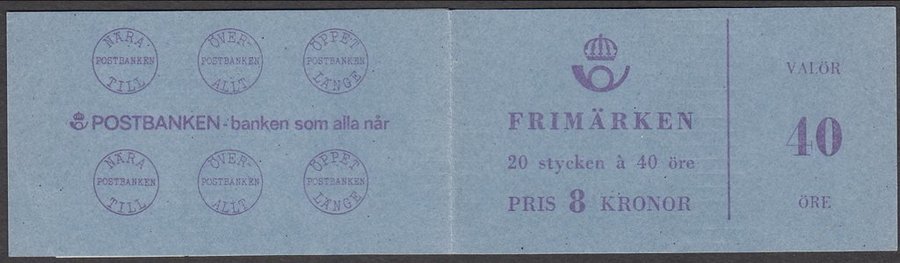 NÄRA
POSTBANKEN
TILL
ÖVER-
POSTBANKEN
ALLT
ÖPPET
POSTBANKEN
LÄNGE
POSTBANKEN - banken som alla når
NÄRA
POSTBANKEN
TILL
ÖVER-
POSTBANKEN
ALLT
ÖPPET
POSTBANKEN
LÄNGE
FRIMÄRKEN
20 stycken à 40 öre
PRIS 8 KRONOR
VALÖR
40
ÖRE